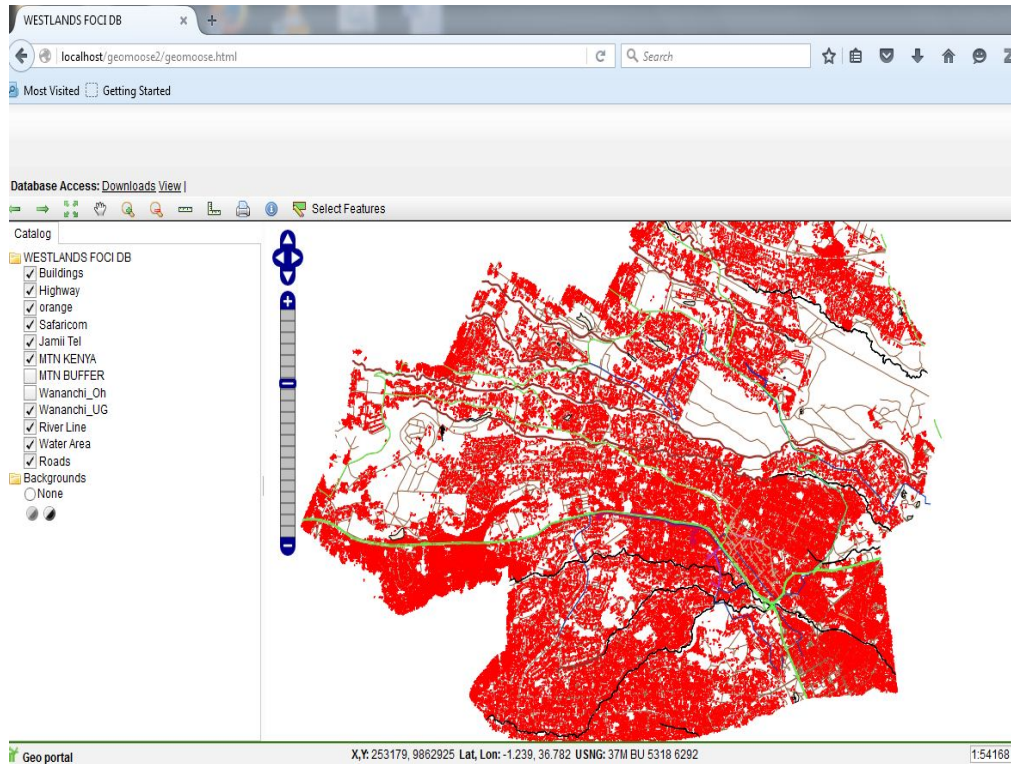 WESTLANDS FOCI DB
localhost/geomoose2/geomoose.html
Search
Most Visited Getting Started
Database Access: Downloads View |
Select Features
Catalog
WESTLANDS FOCI DB
Buildings
Highway
orange
Safaricom
Jamii Tel
MTN KENYA
MTN BUFFER
Wananchi_Oh
Wananchi_UG
River Line
Water Area
Roads
Backgrounds
None
Geo portal
X,Y: 253179, 9862925 Lat, Lon: -1.239, 36.782 USNG: 37M BU 5318 6292
1:54168